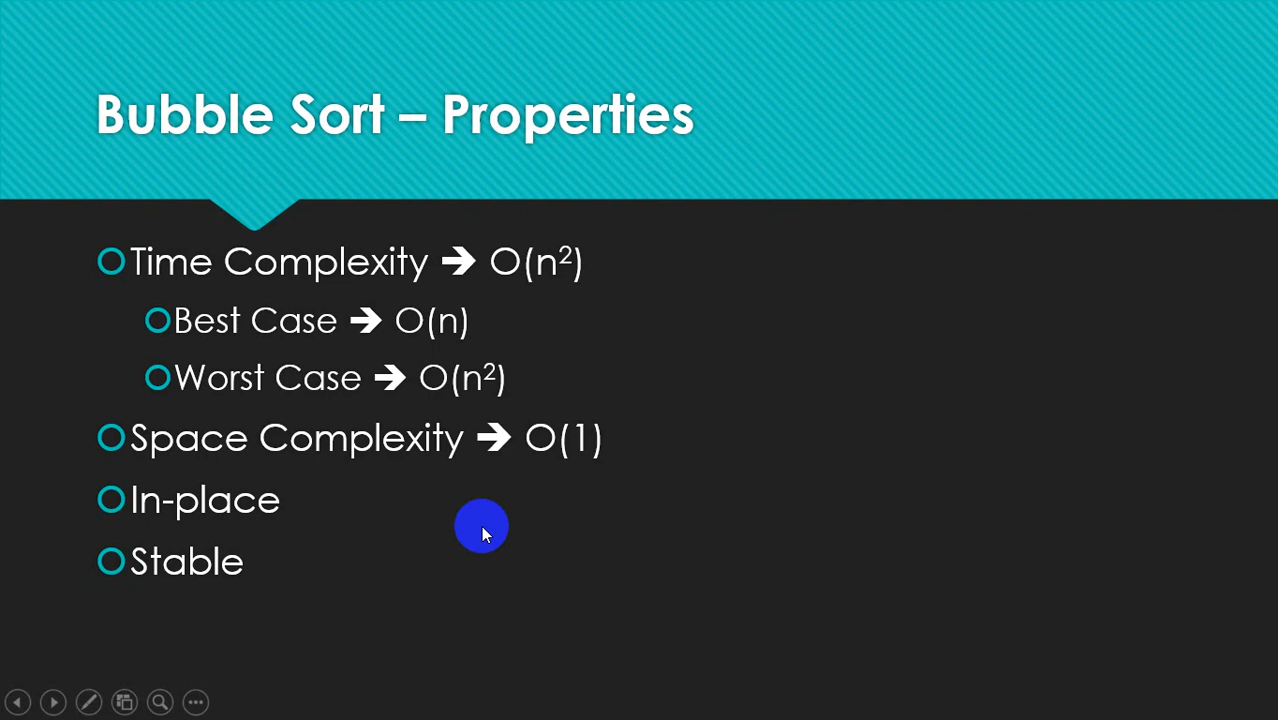 Bubble Sort – Properties
Time Complexity ➔ O(n²)
Best Case ➔ O(n)
Worst Case ➔ O(n²)
Space Complexity ➔ O(1)
In-place
Stable